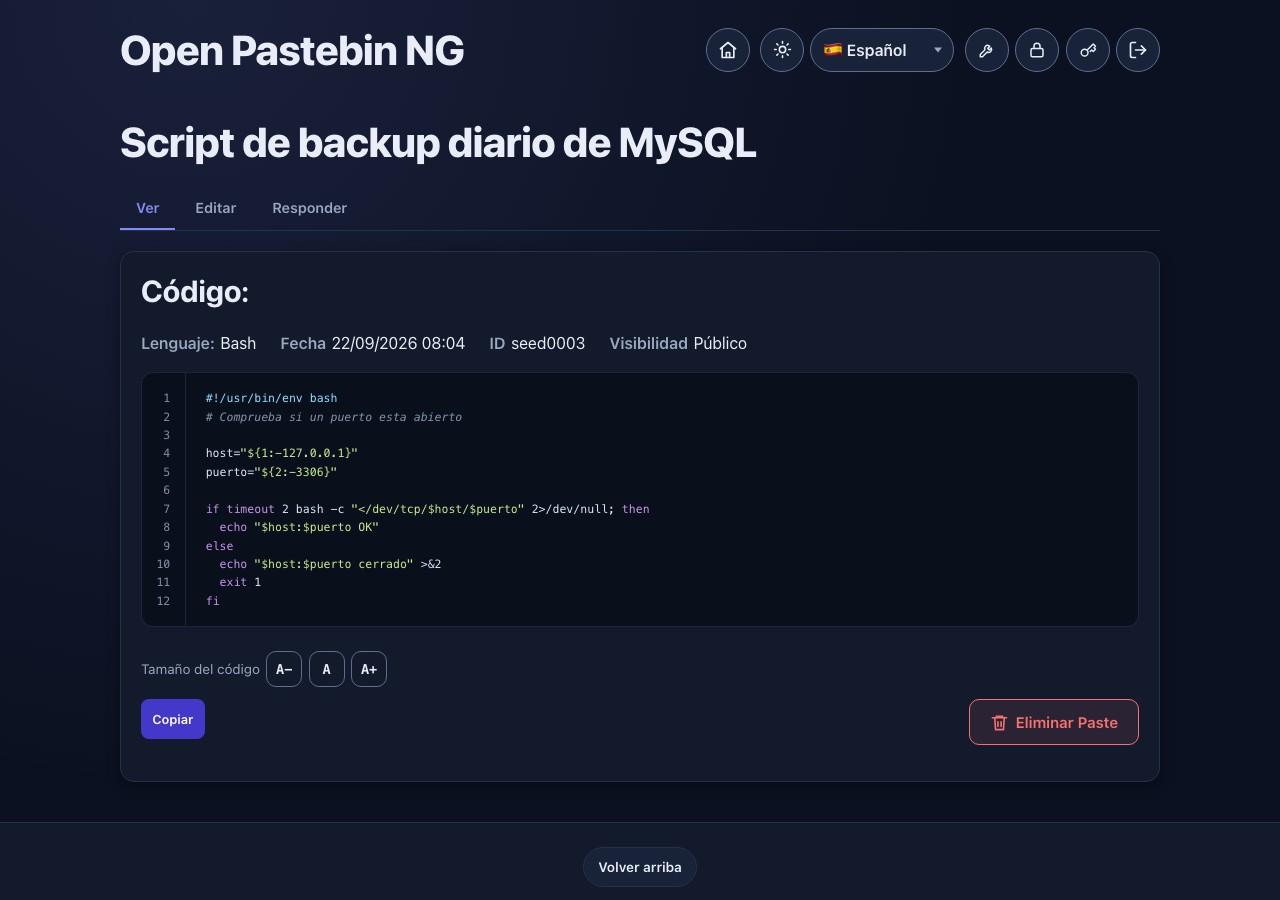 Open Pastebin NG
Español
Script de backup diario de MySQL
Ver Editar Responder
Código:
Lenguaje: Bash Fecha 22/09/2026 08:04 ID seed0003 Visibilidad Público
1 #!/usr/bin/env bash
2 # Comprueba si un puerto esta abierto
3
4 host="${1:-127.0.0.1}"
5 puerto="${2:-3306}"
6
7 if timeout 2 bash -c "</dev/tcp/$host/$puerto" 2>/dev/null; then
8   echo "$host:$puerto OK"
9 else
10   echo "$host:$puerto cerrado" >&2
11   exit 1
12 fi
Tamaño del código A− A A+
Copiar Eliminar Paste
Volver arriba